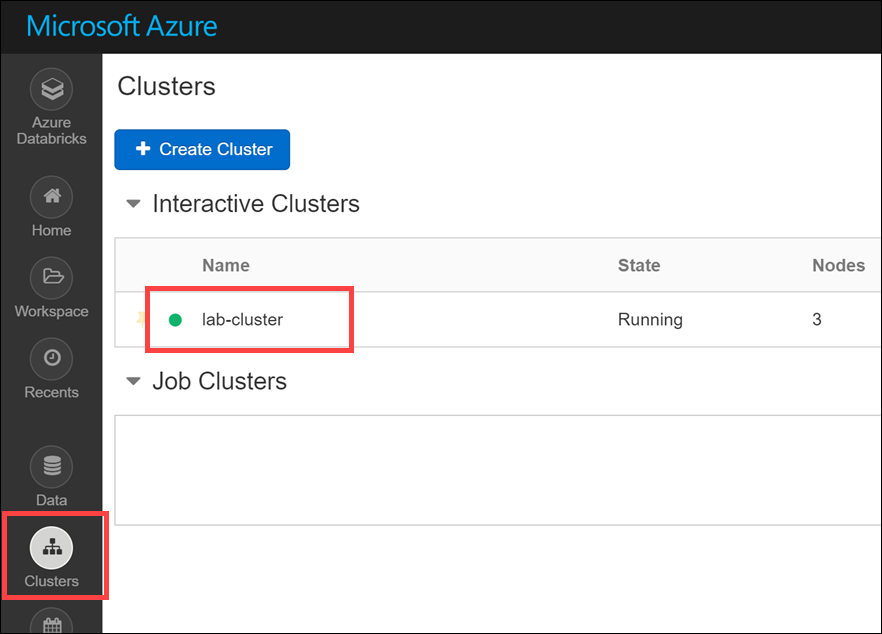 Microsoft Azure
Azure
Databricks
Home
Workspace
Recents
Data
Clusters
Clusters
Create Cluster
Interactive Clusters
Name State Nodes
lab-cluster Running 3
Job Clusters